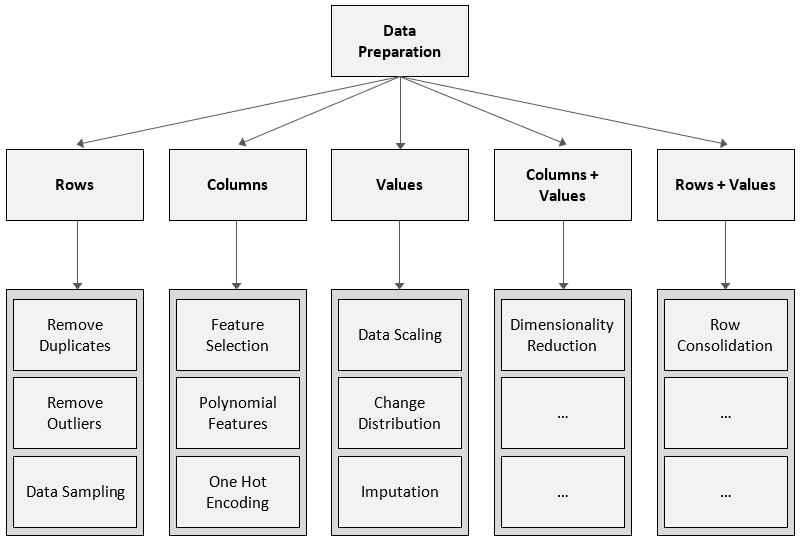 Data
Preparation
Rows
Columns
Values
Columns +
Values
Rows + Values
Remove
Duplicates
Remove
Outliers
Data Sampling
Feature
Selection
Polynomial
Features
One Hot
Encoding
Data Scaling
Change
Distribution
Imputation
Dimensionality
Reduction
...
...
Row
Consolidation
...
...